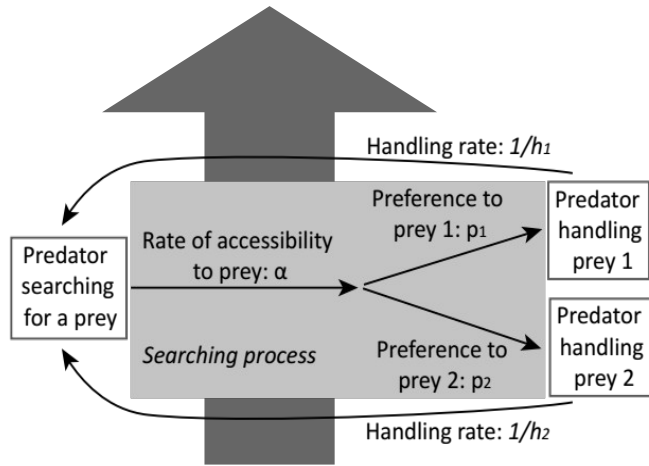 Handling rate: 1/h1
Preference to
prey 1: p1
Predator
handling
prey 1
Rate of accessibility
to prey: α
Predator
searching
for a prey
Searching process
Preference to
prey 2: p2
Predator
handling
prey 2
Handling rate: 1/h2